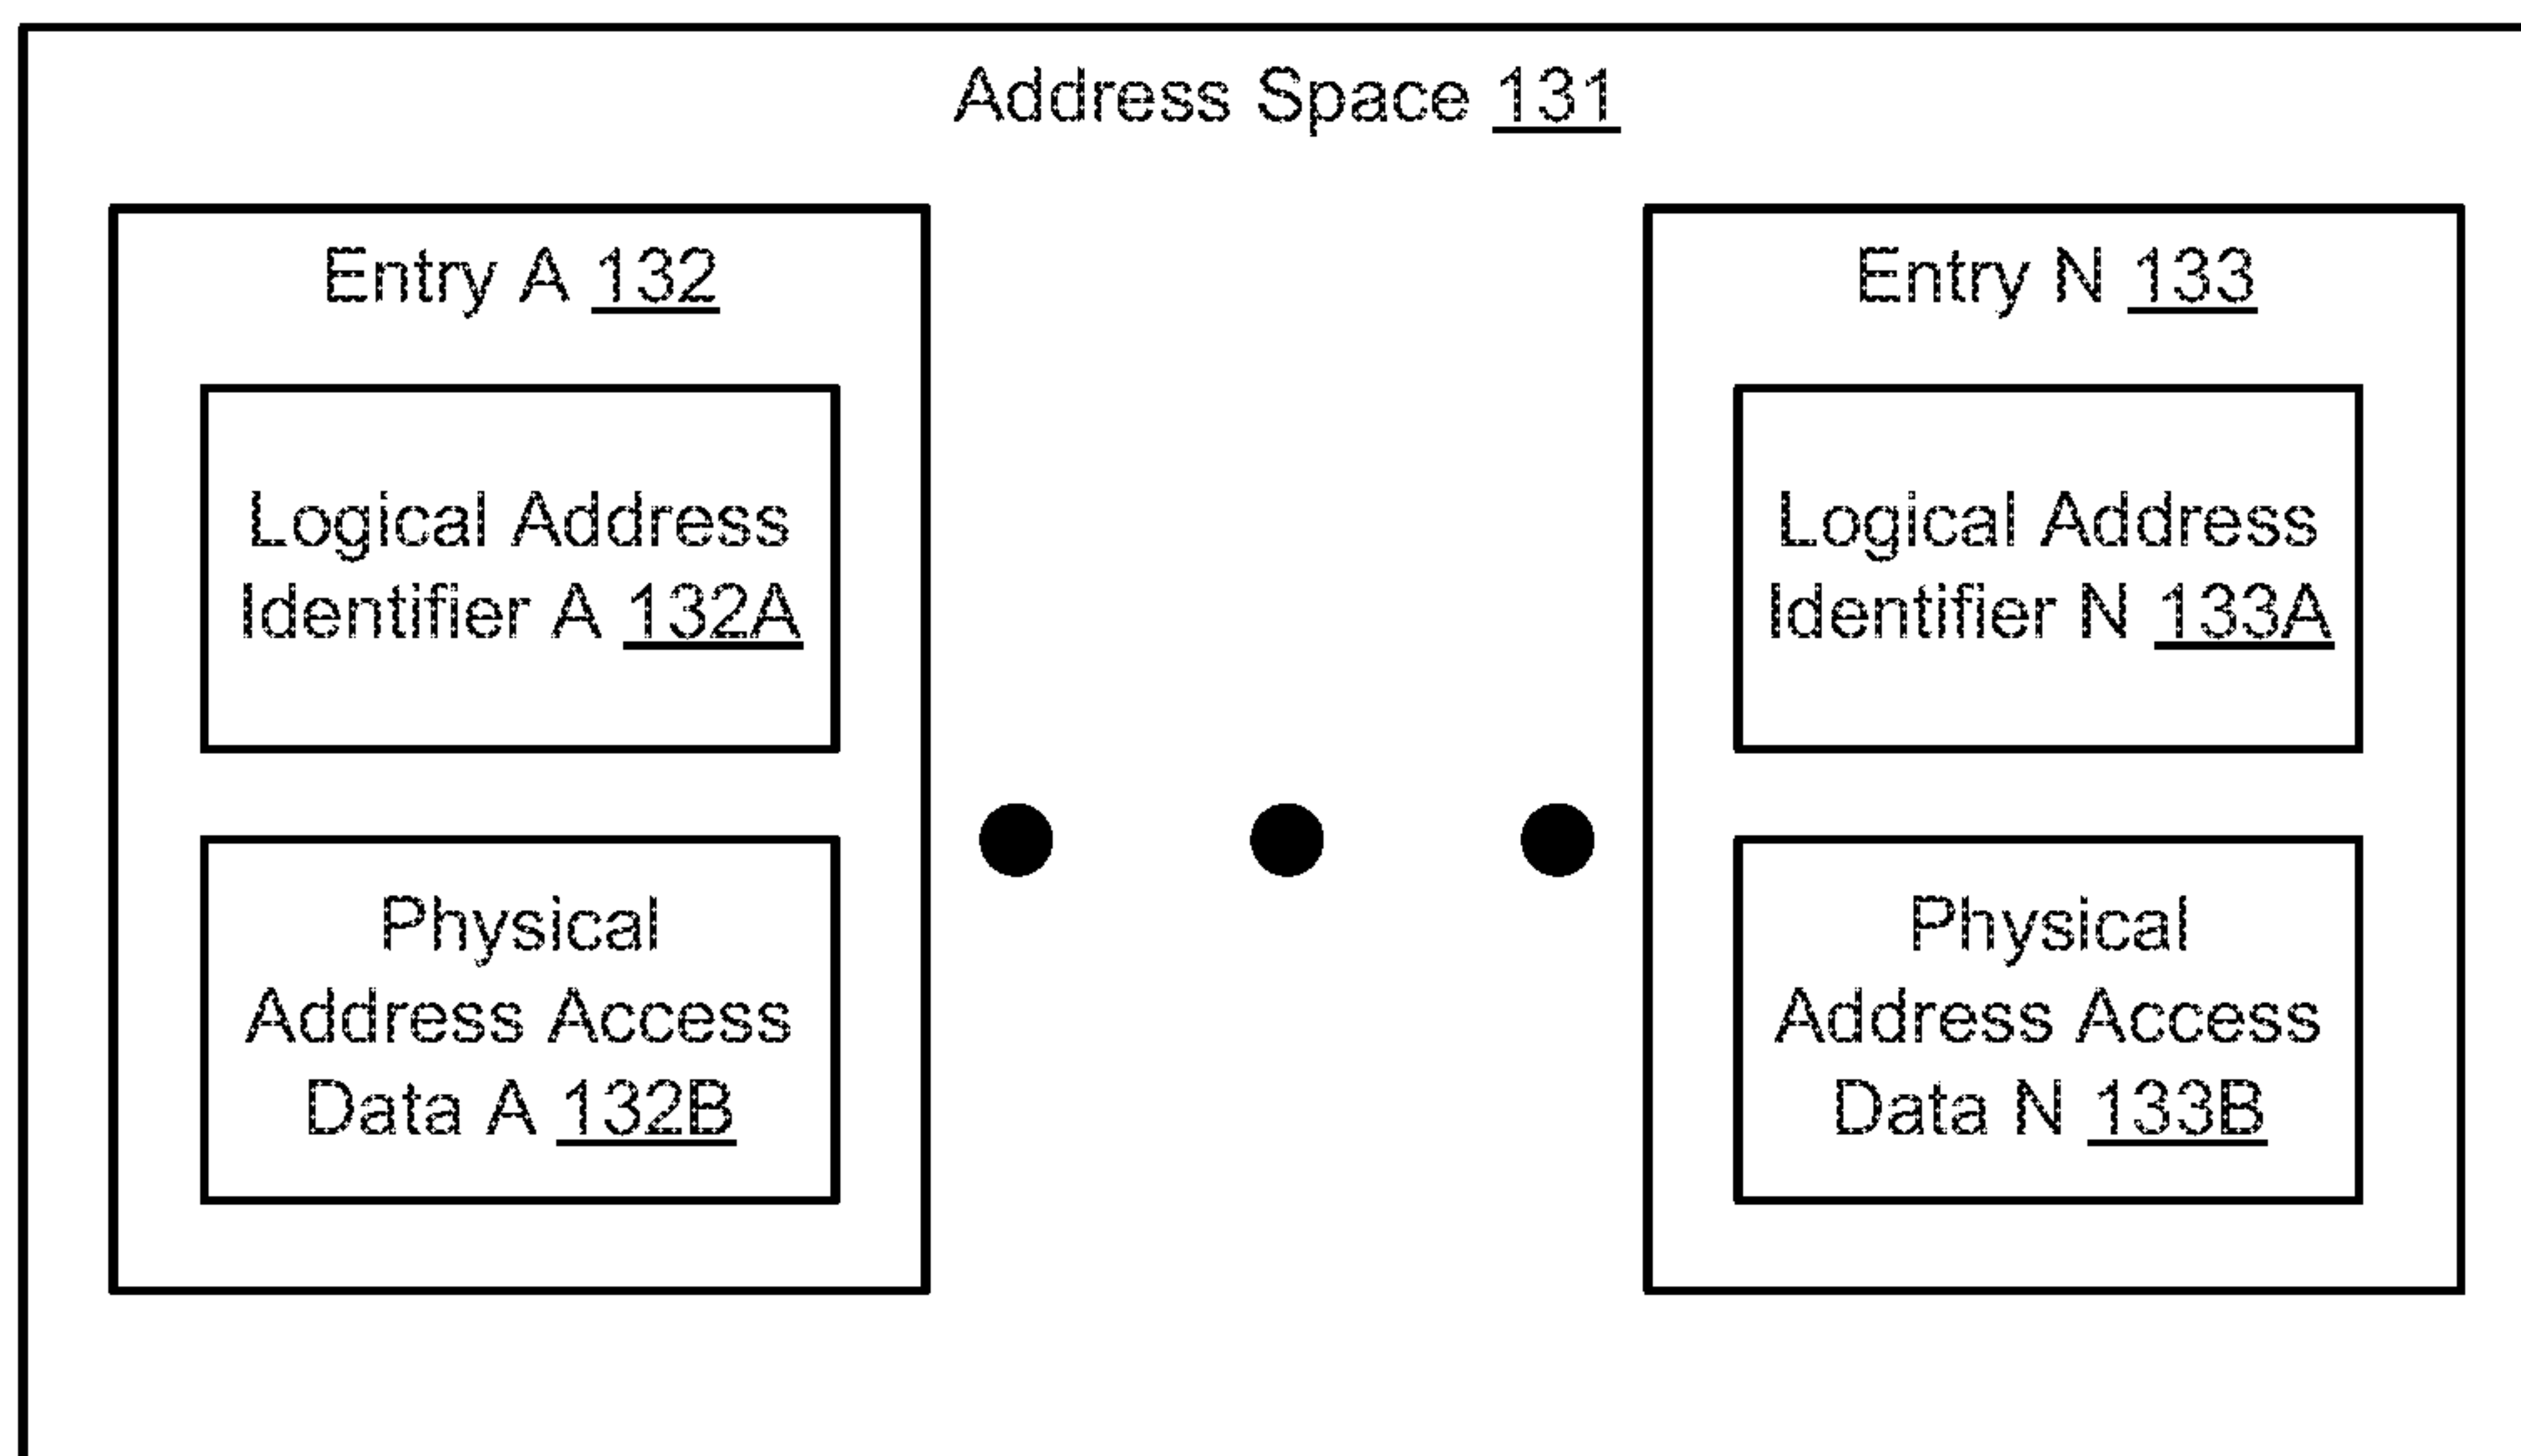 Address Space 131
Entry A 132
Logical Address
Identifier A 132A
Physical
Address Access
Data A 132B
Entry N 133
Logical Address
Identifier N 133A
Physical
Address Access
Data N 133B